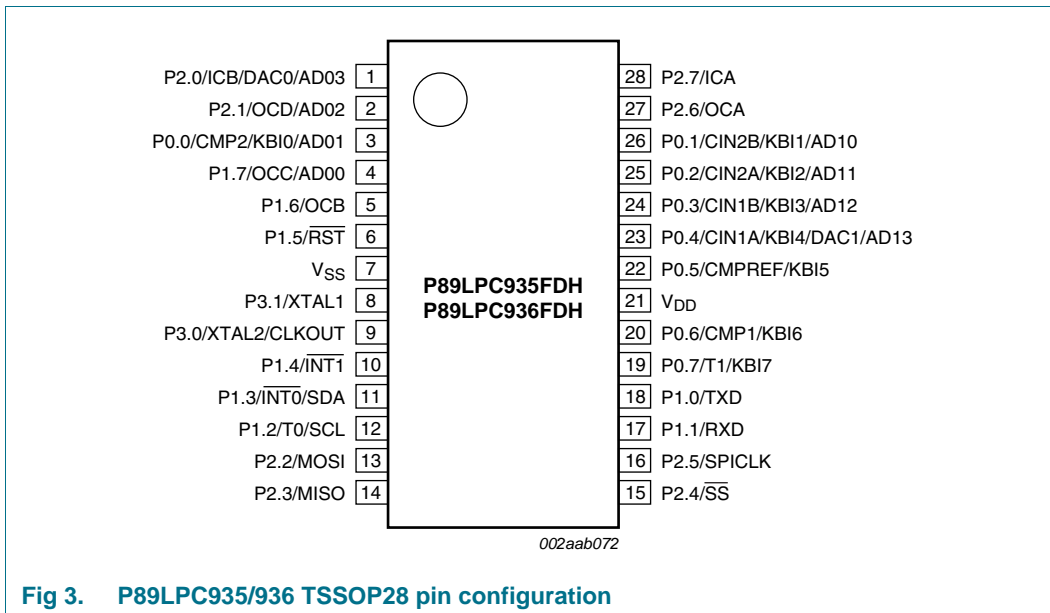 P2.0/ICB/DAC0/AD03 1
P2.1/OCD/AD02 2
P0.0/CMP2/KBI0/AD01 3
P1.7/OCC/AD00 4
P1.6/OCB 5
P1.5/R̅S̅T̅ 6
VSS 7
P3.1/XTAL1 8
P3.0/XTAL2/CLKOUT 9
P1.4/I̅N̅T̅1̅ 10
P1.3/I̅N̅T̅0̅/SDA 11
P1.2/T0/SCL 12
P2.2/MOSI 13
P2.3/MISO 14
P89LPC935FDH
P89LPC936FDH
28 P2.7/ICA
27 P2.6/OCA
26 P0.1/CIN2B/KBI1/AD10
25 P0.2/CIN2A/KBI2/AD11
24 P0.3/CIN1B/KBI3/AD12
23 P0.4/CIN1A/KBI4/DAC1/AD13
22 P0.5/CMPREF/KBI5
21 VDD
20 P0.6/CMP1/KBI6
19 P0.7/T1/KBI7
18 P1.0/TXD
17 P1.1/RXD
16 P2.5/SPICLK
15 P2.4/S̅S̅
002aab072
Fig 3. P89LPC935/936 TSSOP28 pin configuration